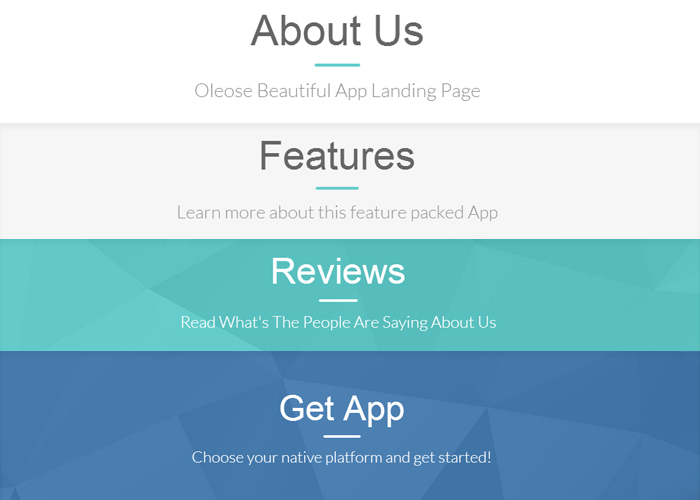 About Us
Oleose Beautiful App Landing Page
Features
Learn more about this feature packed App
Reviews
Read What's The People Are Saying About Us
Get App
Choose your native platform and get started!